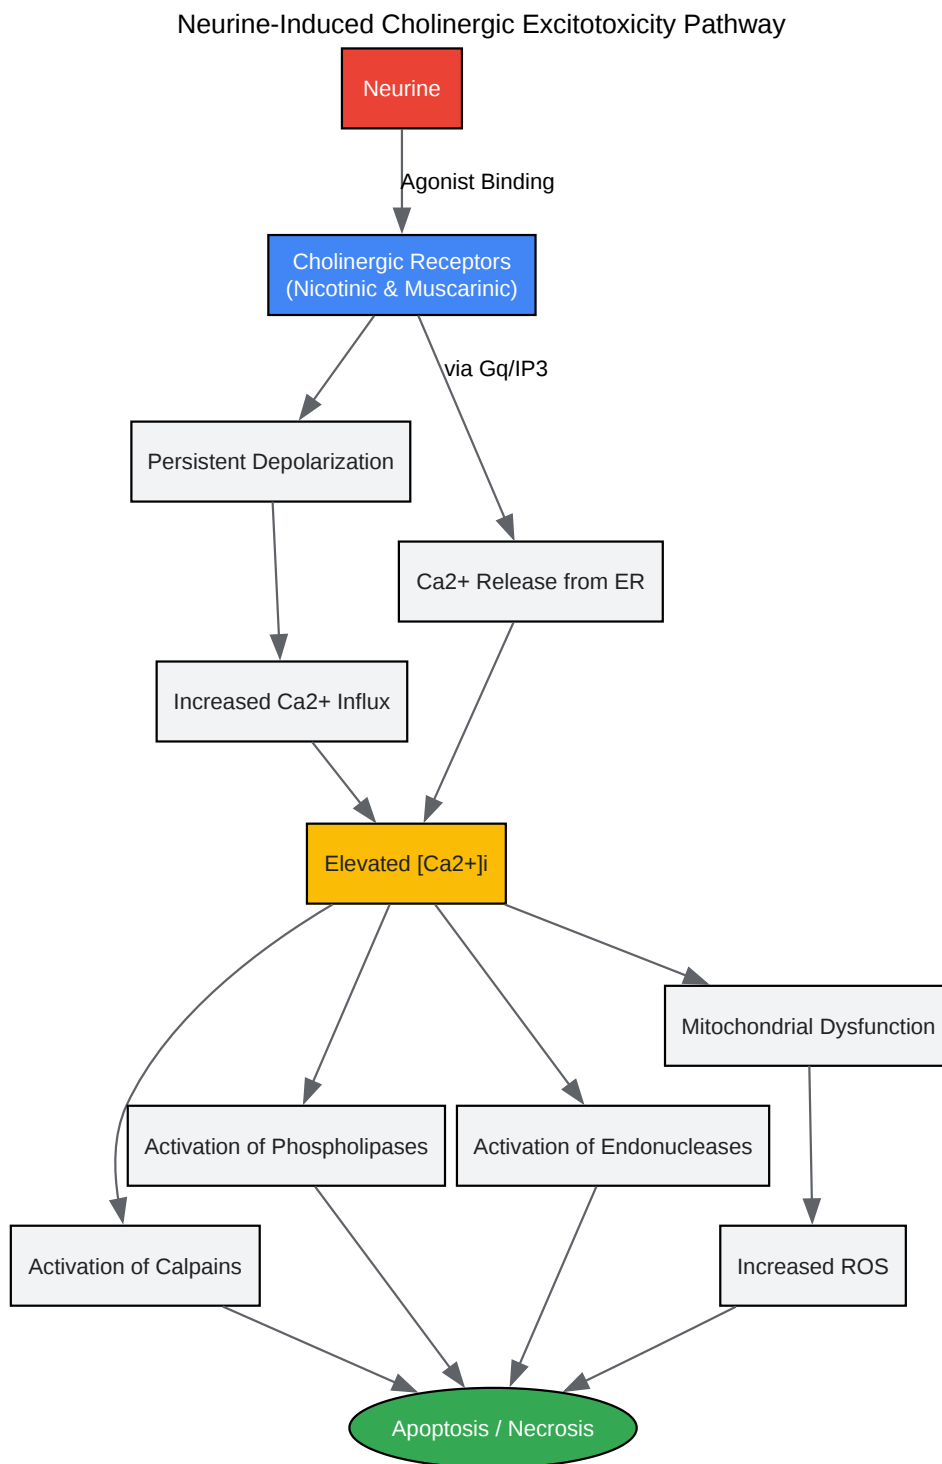 Neurine-Induced Cholinergic Excitotoxicity Pathway
Neurine
Agonist Binding
Cholinergic Receptors
(Nicotinic & Muscarinic)
via Gq/IP3
Persistent Depolarization
Ca2+ Release from ER
Increased Ca2+ Influx
Elevated [Ca2+]i
Mitochondrial Dysfunction
Activation of Phospholipases
Activation of Endonucleases
Activation of Calpains
Increased ROS
Apoptosis / Necrosis